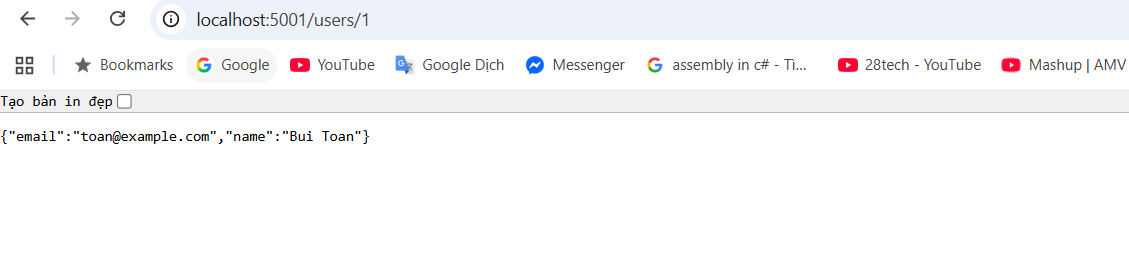 localhost:5001/users/1
Bookmarks Google YouTube Google Dịch Messenger assembly in c# - Tì... 28tech - YouTube Mashup | AMV
Tạo bản in đẹp
{"email":"toan@example.com","name":"Bui Toan"}